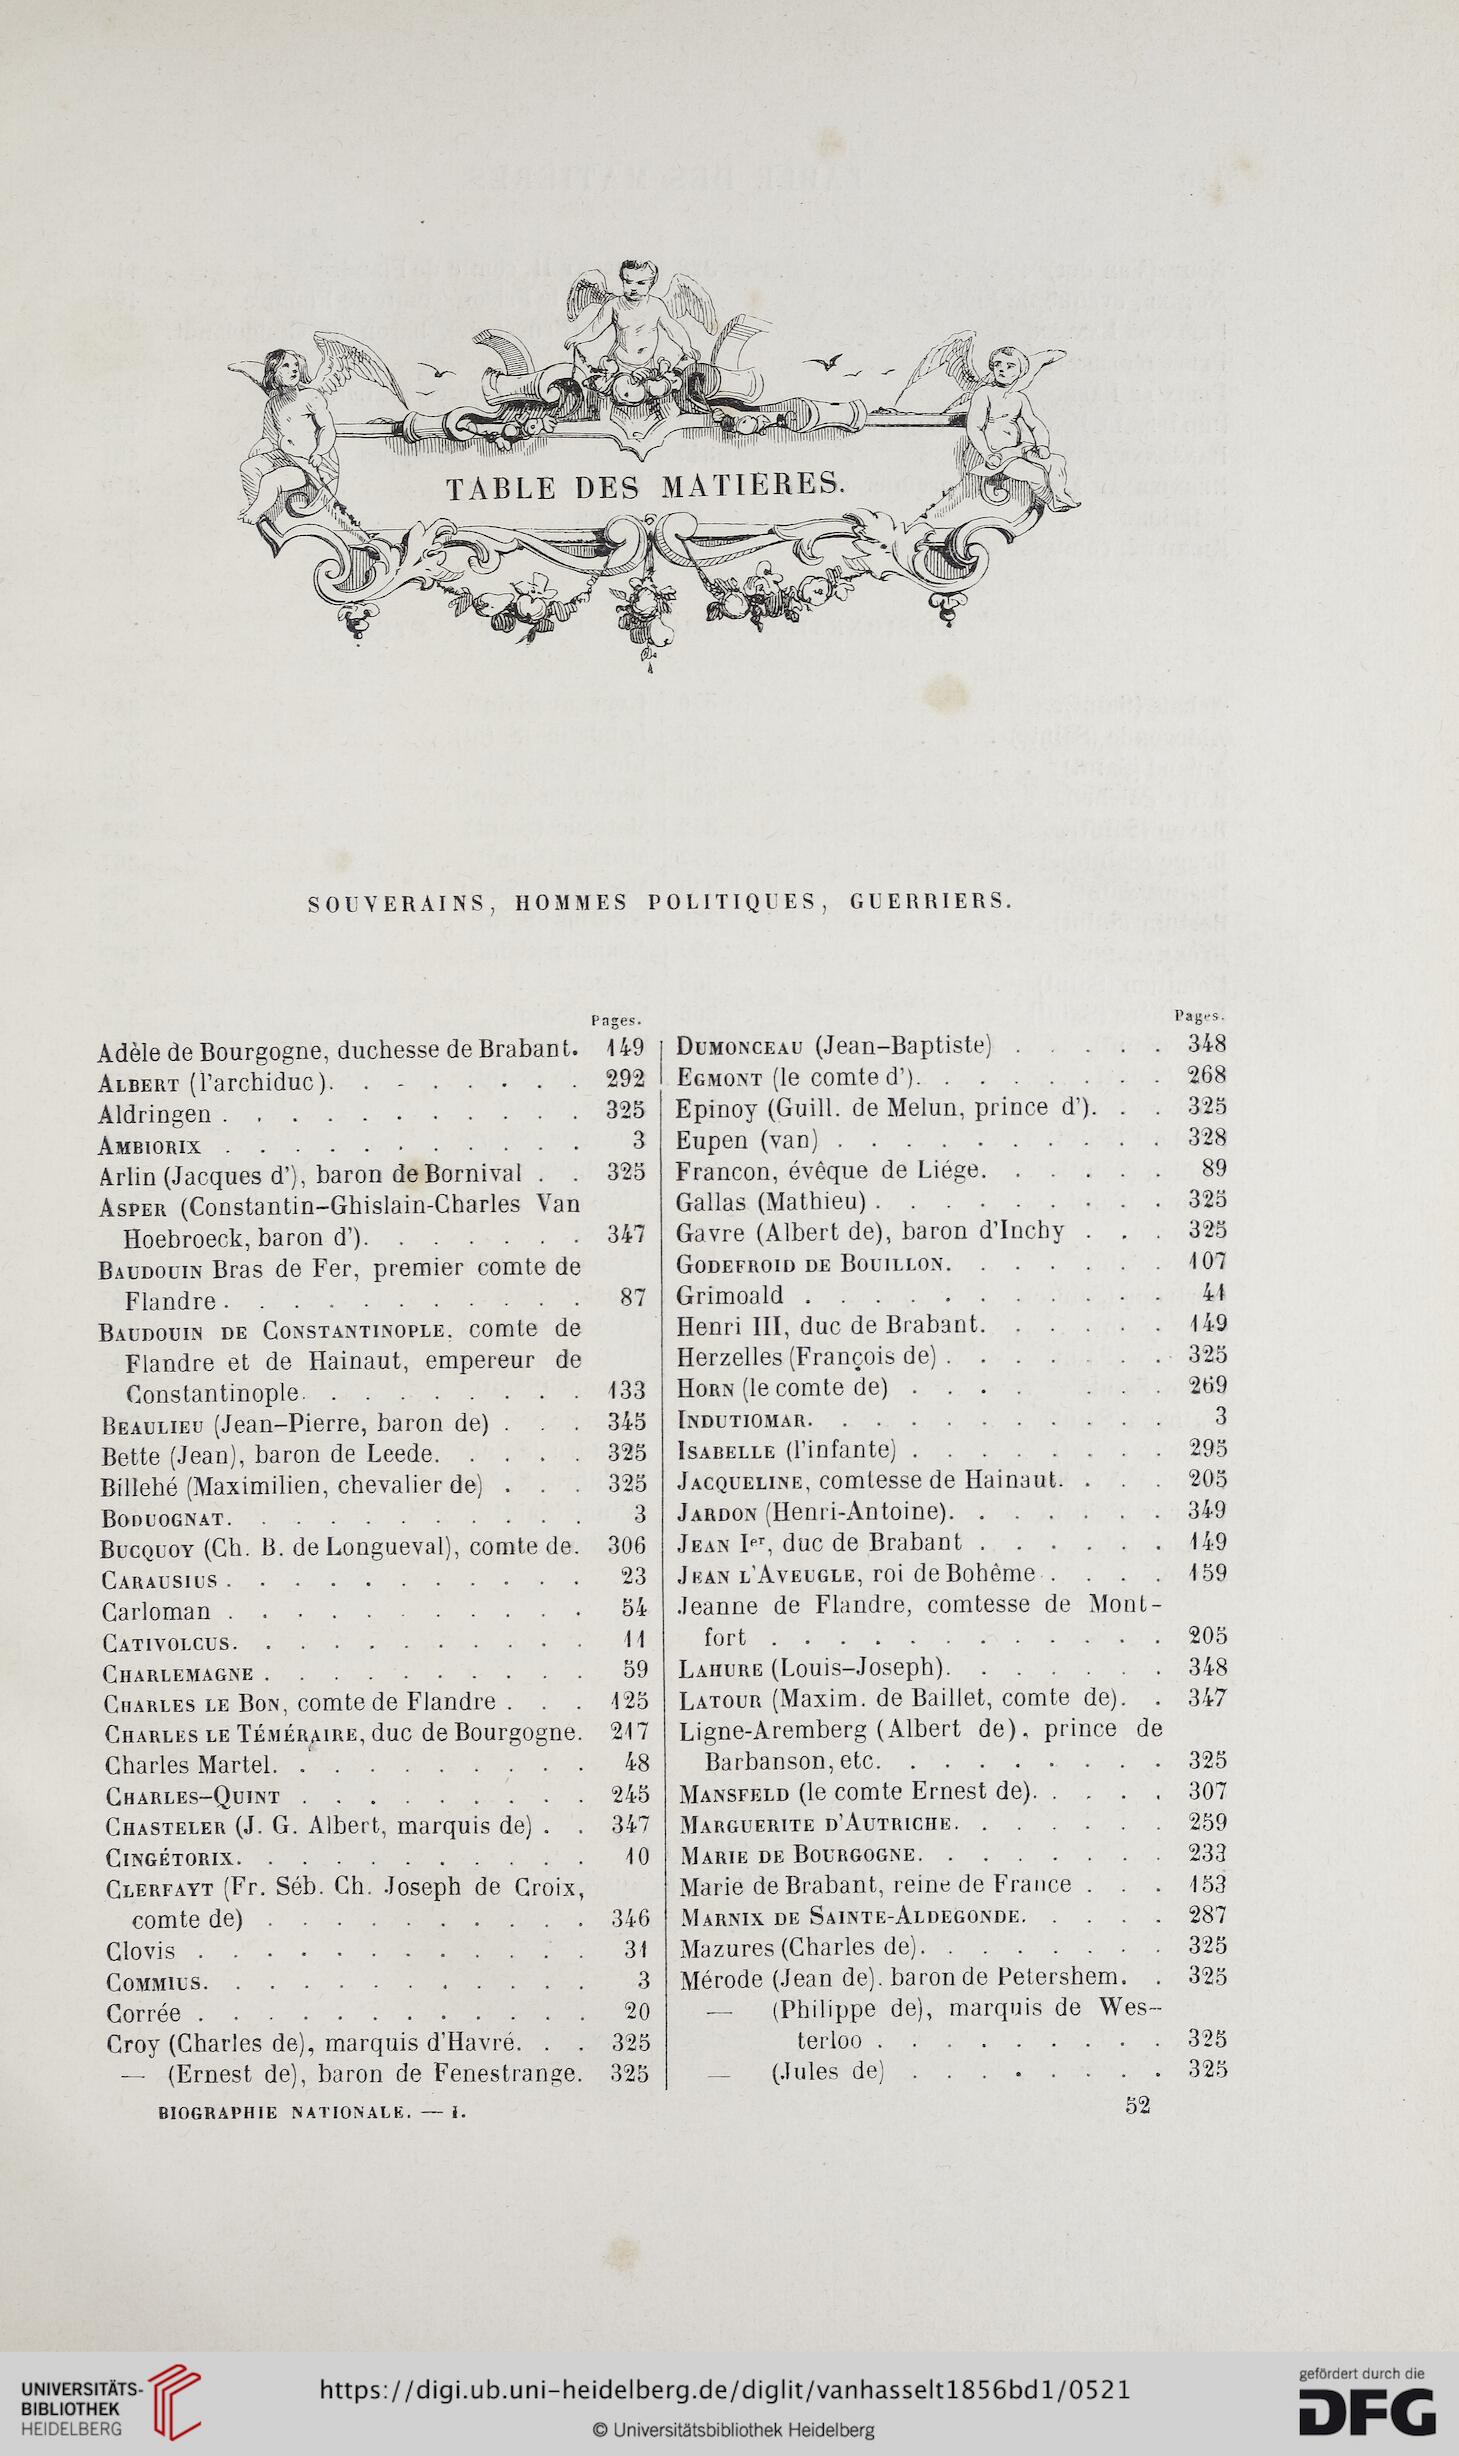 TABLE DES MATIÈRES.
SOUVERAINS, HOMMES POLITIQUES, GUERRIERS.
Pages.
Adèle de Bourgogne, duchesse de Brabant. 149
ALBERT (l'archiduc). . . . . . . . 292
Aldringen . . . . . . . . . . . 325
AMBIORIX . . . . . . . . . . . 3
Arlin (Jacques d'), baron de Bornival . . 325
ASPER (Constantin-Ghislain-Charles Van
Hoebroeck, baron d'). . . . . . . 347
BAUDOUIN Bras de Fer, premier comte de
Flandre . . . . . . . . . . . 87
BAUDOUIN DE CONSTANTINOPLE, comte de
Flandre et de Hainaut, empereur de
Constantinople. . . . . . . . . 133
BEAULIEU (Jean-Pierre, baron de) . . . 345
Bette (Jean), baron de Leede. . . . . 325
Billehé (Maximilien, chevalier de) . . . 325
BODUOGNAT. . . . . . . . . . . 3
BUCQUOY (Ch. B. de Longueval), comte de. 306
CARAUSIUS . . . . . . . . . . . 23
Carloman . . . . . . . . . . . 54
CATIVOLCUS. . . . . . . . . . . 11
CHARLEMAGNE . . . . . . . . . . 59
CHARLES LE BON, comte de Flandre . . . 125
CHARLES LE TÉMÉRAIRE, duc de Bourgogne. 217
Charles Martel. . . . . . . . . . 48
CHARLES-QUINT . . . . . . . . . 245
CHASTELER (J. G. Albert, marquis de) . . 347
CINGÉTORIX. . . . . . . . . . . 10
CLERFAYT (Fr. Séb. Ch. Joseph de Croix,
comte de) . . . . . . . . . . 346
Clovis . . . . . . . . . . . . 31
COMMIUS. . . . . . . . . . . . 3
Corrée . . . . . . . . . . . . 20
Croy (Charles de), marquis d'Havré. . . 325
— (Ernest de), baron de Fenestrange. 325
Pages.
DUMONCEAU (Jean-Baptiste) . . . . . 348
EGMONT (le comte d'). . . . . . . . 268
Epinoy (Guill. de Melun, prince d'). . . 325
Eupen (van) . . . . . . . . . . 328
Francon, évêque de Liége. . . . . . 89
Gallas (Mathieu) . . . . . . . . . 325
Gavre (Albert de), baron d'Inchy . . . 325
GODEFROID DE BOUILLON. . . . . . . 107
Grimoald . . . . . . . . . . . 41
Henri III, duc de Brabant. . . . . . 149
Herzelles (François de) . . . . . . . 325
HORN (le comte de) . . . . . . . . 269
INDUTIOMAR. . . . . . . . . . . 3
ISABELLE (l'infante) . . . . . . . . 295
JACQUELINE, comtesse de Hainaut. . . . 205
JARDON (Henri-Antoine). . . . . . . 349
JEAN Ier, duc de Brabant . . . . . . 149
JEAN L'AVEUGLE, roi de Bohême . . . . 159
Jeanne de Flandre, comtesse de Mont-
fort . . . . . . . . . . . . 205
LAHURE (Louis-Joseph). . . . . . . 348
LATOUR (Maxim. de Baillet, comte de). . 347
Ligne-Aremberg (Albert de), prince de
Barbanson, etc. . . . . . . . . 325
MANSFELD (le comte Ernest de). . . . . 307
MARGUERITE D'AUTRICHE. . . . . . . 259
MARIE DE BOURGOGNE. . . . . . . . 233
Marie de Brabant, reine de France . . . 153
MARNIX DE SAINTE-ALDEGONDE. . . . . 287
Mazures (Charles de). . . . . . . . 325
Mérode (Jean de), baron de Petershem. . 325
— (Philippe de), marquis de Wes-
terloo . . . . . . . . . 325
— (Jules de) . . . . . . . . 325
BIOGRAPHIE NATIONALE. — I.
52
UNIVERSITÄTS-
BIBLIOTHEK
HEIDELBERG
https://digi.ub.uni-heidelberg.de/diglit/vanhasselt1856bd1/0521
© Universitätsbibliothek Heidelberg
gefördert durch die
DFG